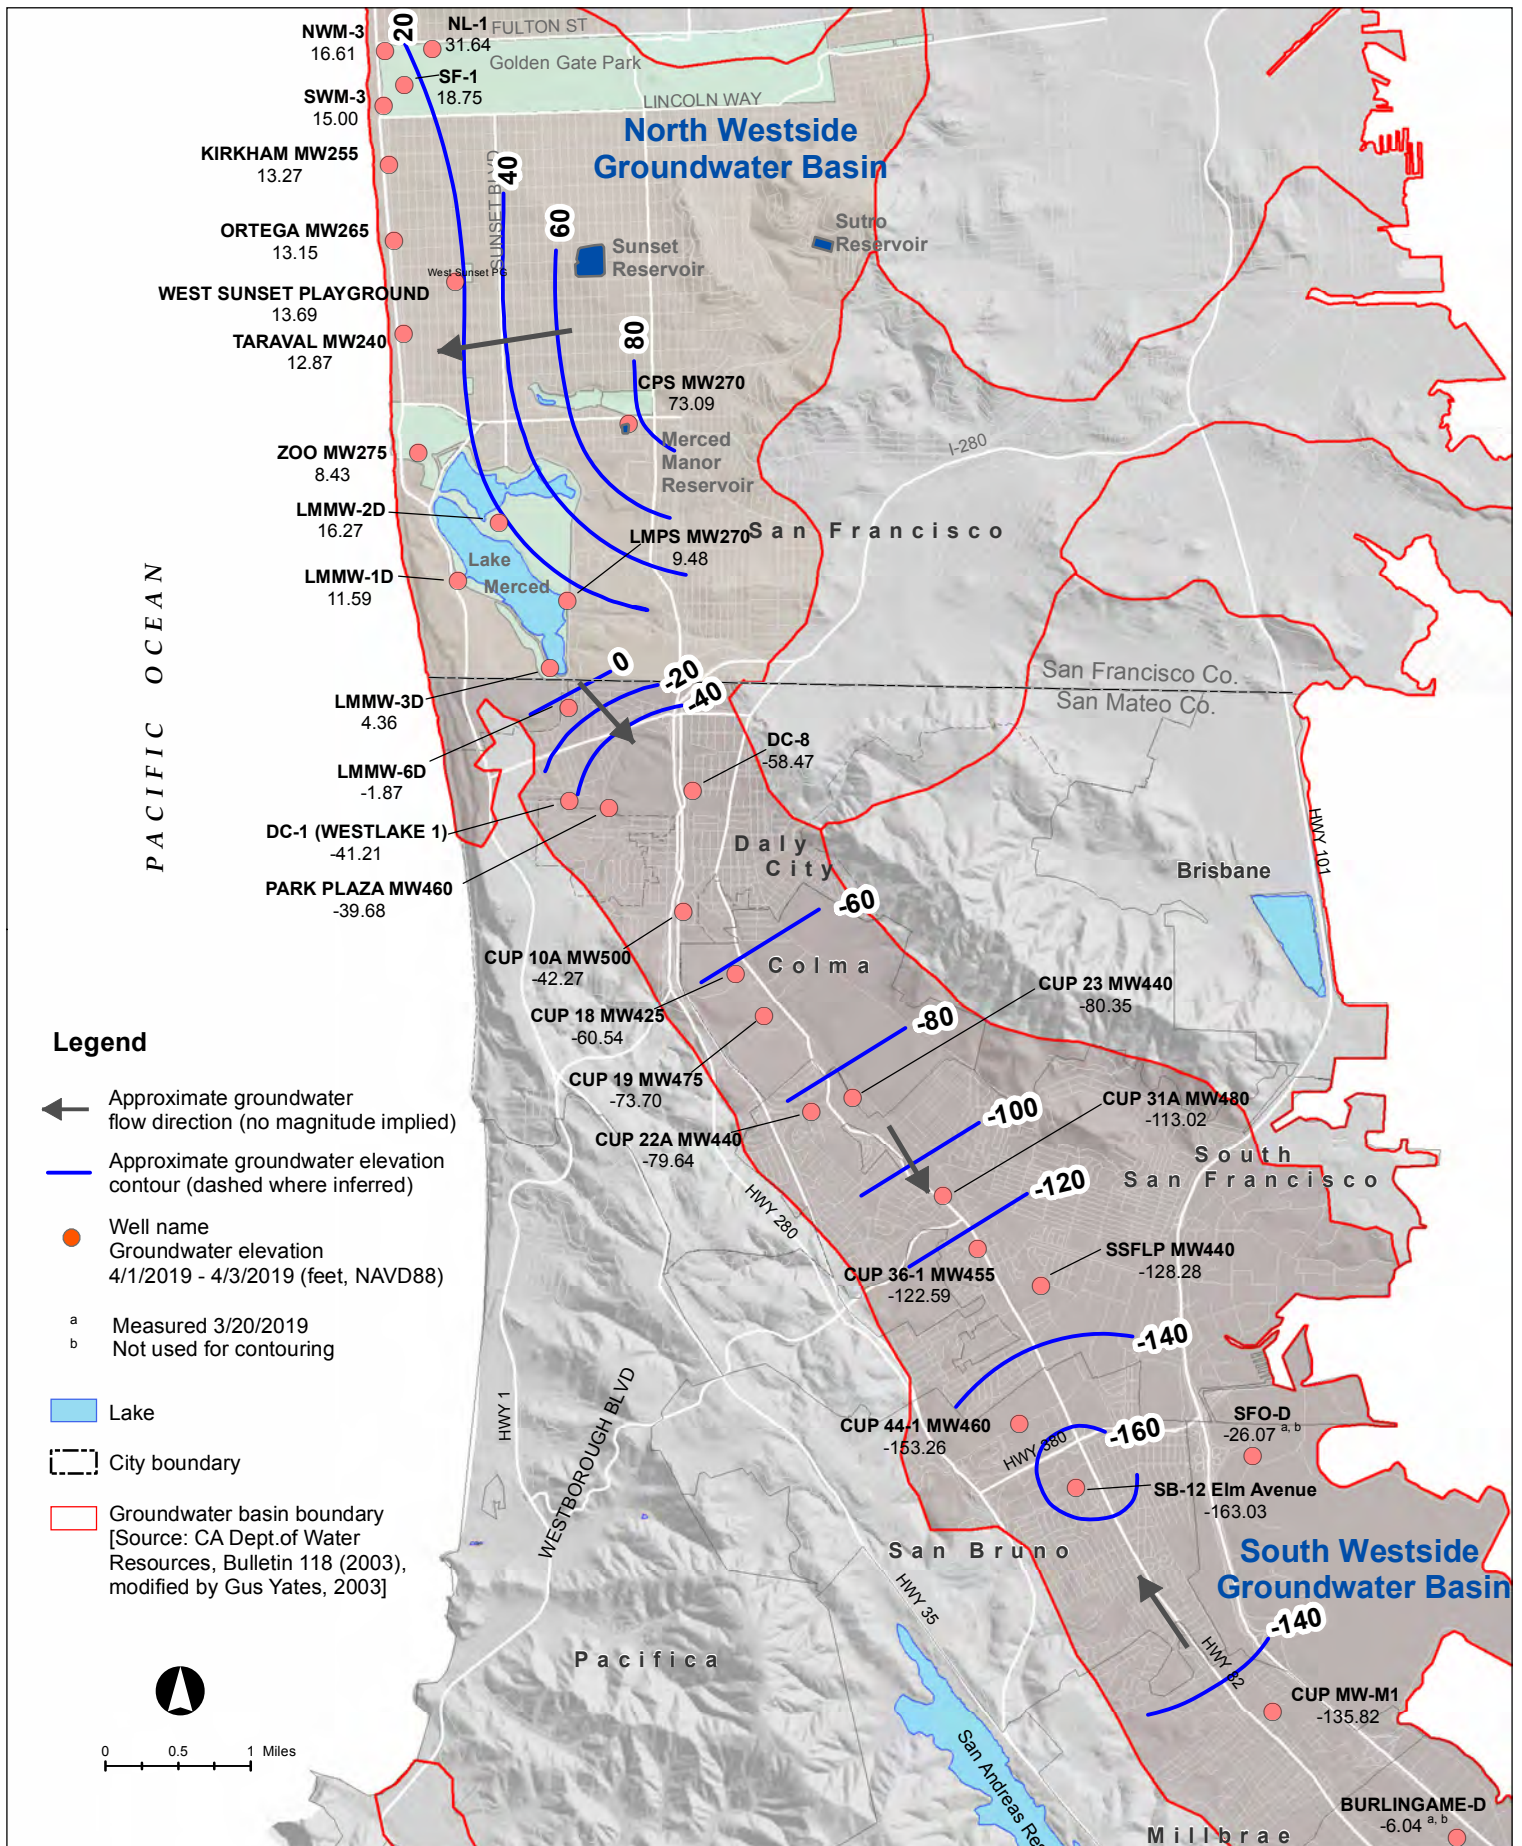 20
NWM-3
16.61
NL-1
31.64
FULTON ST
Golden Gate Park
SF-1
18.75
SWM-3
15.00
LINCOLN WAY
North Westside
Groundwater Basin
KIRKHAM MW255
13.27
SUNSET BLVD
40
60
ORTEGA MW265
13.15
Sunset
Reservoir
Sutro
Reservoir
West Sunset PG
WEST SUNSET PLAYGROUND
13.69
TARAVAL MW240
12.87
80
CPS MW270
73.09
Merced
Manor
Reservoir
I-280
ZOO MW275
8.43
LMMW-2D
16.27
LMPS MW270
9.48
San Francisco
Lake
Merced
LMMW-1D
11.59
PACIFIC OCEAN
0
-20
-40
San Francisco Co.
San Mateo Co.
LMMW-3D
4.36
LMMW-6D
-1.87
DC-8
-58.47
DC-1 (WESTLAKE 1)
-41.21
PARK PLAZA MW460
-39.68
Daly
City
HWY 101
Brisbane
-60
CUP 10A MW500
-42.27
Colma
CUP 18 MW425
-60.54
CUP 23 MW440
-80.35
-80
CUP 19 MW475
-73.70
CUP 22A MW440
-79.64
-100
CUP 31A MW480
-113.02
South
San Francisco
-120
HWY 280
CUP 36-1 MW455
-122.59
SSFLP MW440
-128.28
-140
CUP 44-1 MW460
-153.26
HWY 380
-160
SFO-D
-26.07 a, b
SB-12 Elm Avenue
-163.03
San Bruno
South Westside
Groundwater Basin
HWY 1
WESTBOROUGH BLVD
HWY 35
HWY 82
-140
Pacifica
San Andreas Res
CUP MW-M1
-135.82
BURLINGAME-D
-6.04 a, b
Millbrae
Legend
Approximate groundwater
flow direction (no magnitude implied)
Approximate groundwater elevation
contour (dashed where inferred)
Well name
Groundwater elevation
4/1/2019 - 4/3/2019 (feet, NAVD88)
a Measured 3/20/2019
b Not used for contouring
Lake
City boundary
Groundwater basin boundary
[Source: CA Dept.of Water
Resources, Bulletin 118 (2003),
modified by Gus Yates, 2003]
0 0.5 1 Miles